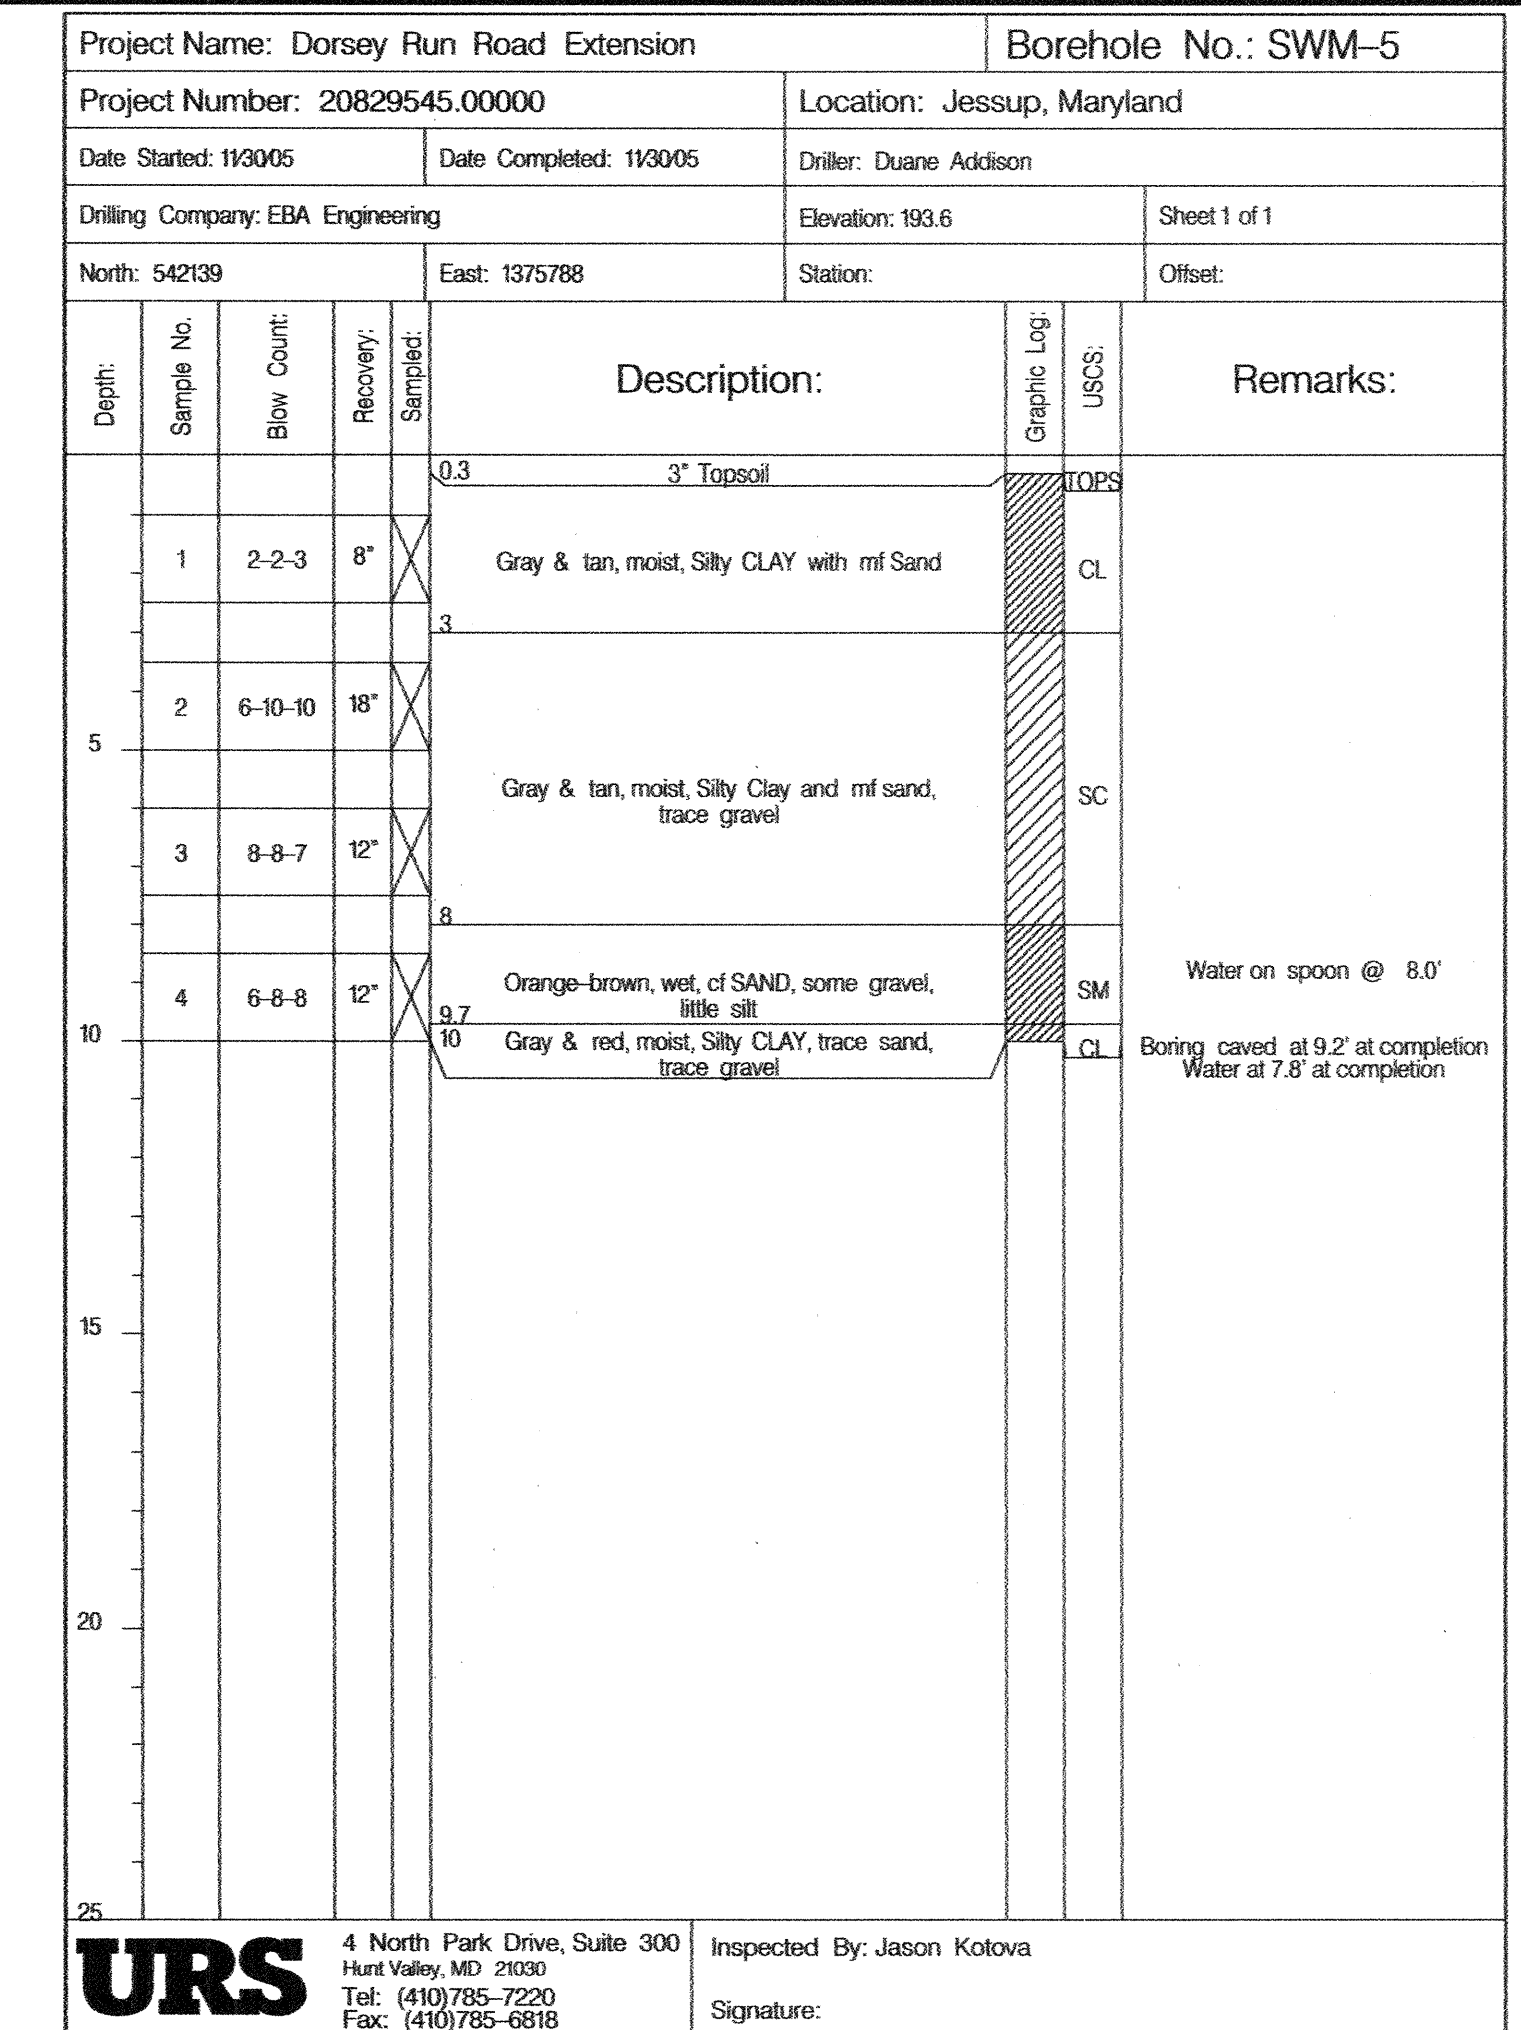 Project Name: Dorsey Run Road Extension
Borehole No.: SWM-5
Project Number: 20829545.00000
Location: Jessup, Maryland
Date Started: 11/30/05
Date Completed: 11/30/05
Driller: Duane Addison
Drilling Company: EBA Engineering
Elevation: 193.6
Sheet 1 of 1
North: 542139
East: 1375788
Station:
Offset:
Depth:
Sample No.
Blow Count:
Recovery:
Sampled:
Description:
Graphic Log:
USCS:
Remarks:
0.3
3" Topsoil
TOPS
1
2-2-3
8"
Gray & tan, moist, Silty CLAY with mf Sand
CL
3
2
6-10-10
18"
5
Gray & tan, moist, Silty Clay and mf sand,
trace gravel
SC
3
8-8-7
12"
8
4
6-8-8
12"
Orange-brown, wet, cf SAND, some gravel,
little silt
SM
Water on spoon @ 8.0'
9.7
10
10
Gray & red, moist, Silty CLAY, trace sand,
trace gravel
CL
Boring caved at 9.2' at completion
Water at 7.8' at completion
15
20
25
URS
4 North Park Drive, Suite 300
Hunt Valley, MD 21030
Tel: (410)785-7220
Fax: (410)785-6818
Inspected By: Jason Kotova
Signature: